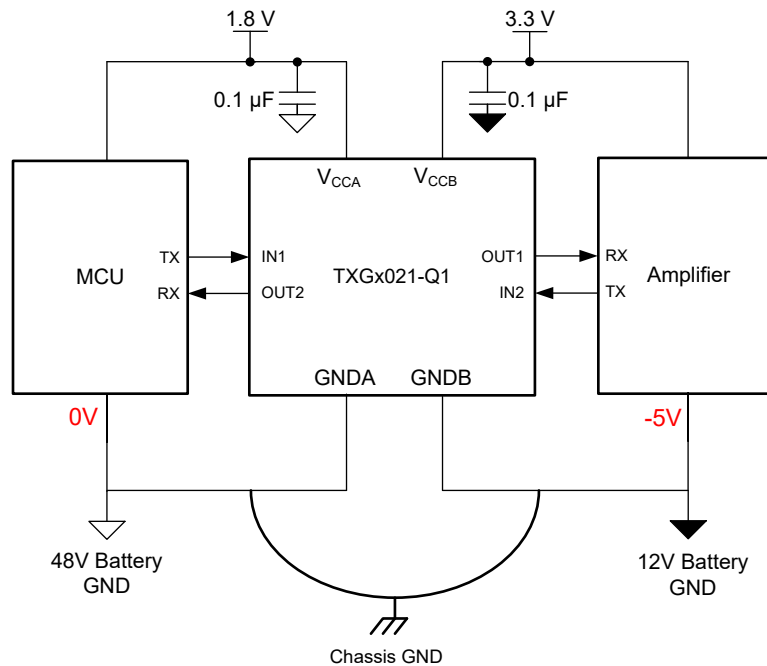 1.8 V
3.3 V
0.1 µF
0.1 µF
VCCA
VCCB
MCU
TX
RX
IN1
OUT2
TXGx021-Q1
OUT1
IN2
RX
TX
Amplifier
GNDA
GNDB
0V
-5V
48V Battery
GND
12V Battery
GND
Chassis GND